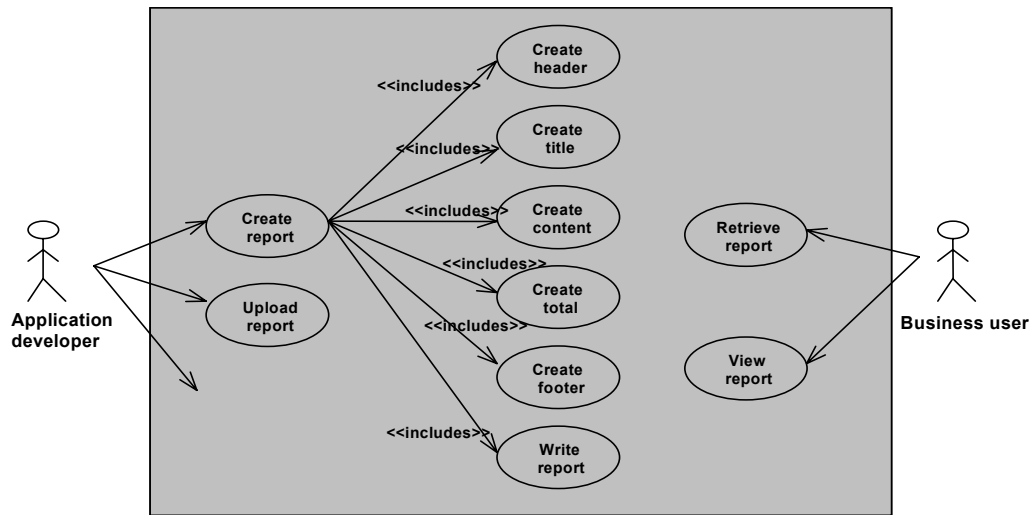 Create
header
<<includes>>
Create
title
<<includes>>
Create
report
<<includes>>
Create
content
Retrieve
report
<<includes>>
Create
total
Upload
report
Application
developer
Business user
<<includes>>
Create
footer
View
report
<<includes>>
Write
report